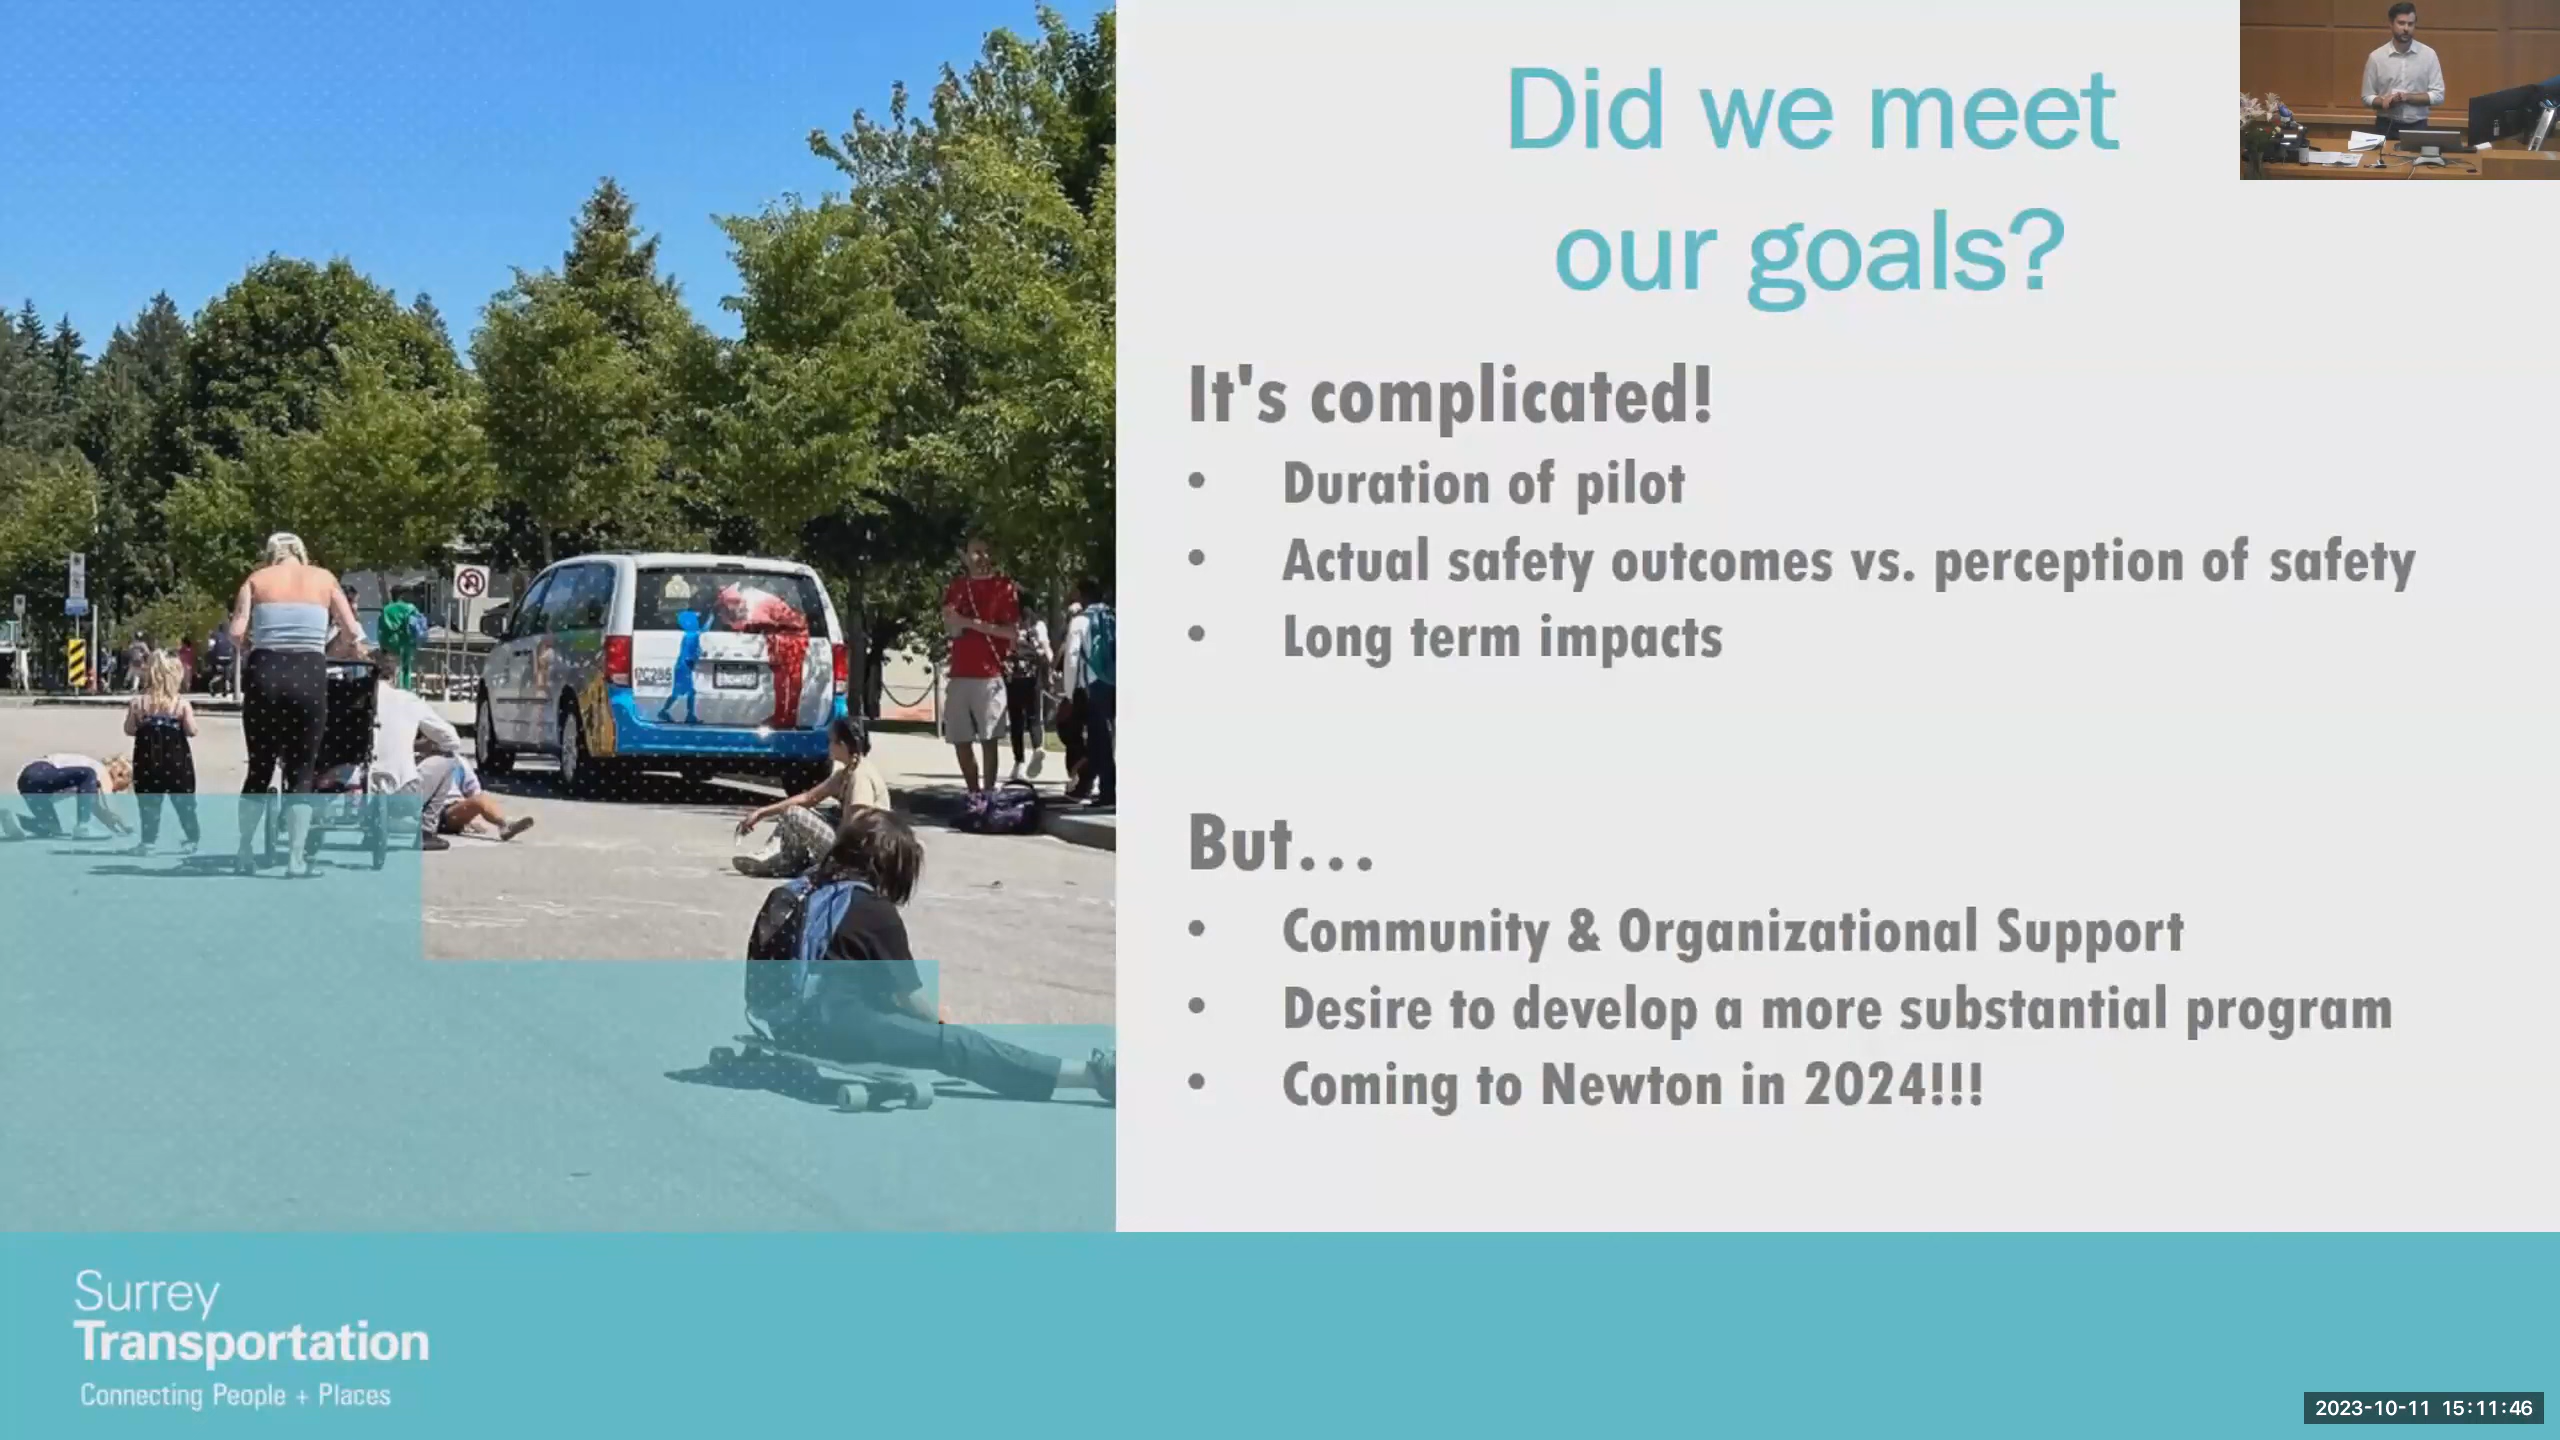 Did we meet
our goals?
It's complicated!
• Duration of pilot
• Actual safety outcomes vs. perception of safety
• Long term impacts
But...
• Community & Organizational Support
• Desire to develop a more substantial program
• Coming to Newton in 2024!!!
Surrey
Transportation
Connecting People + Places
2023-10-11 15:11:46